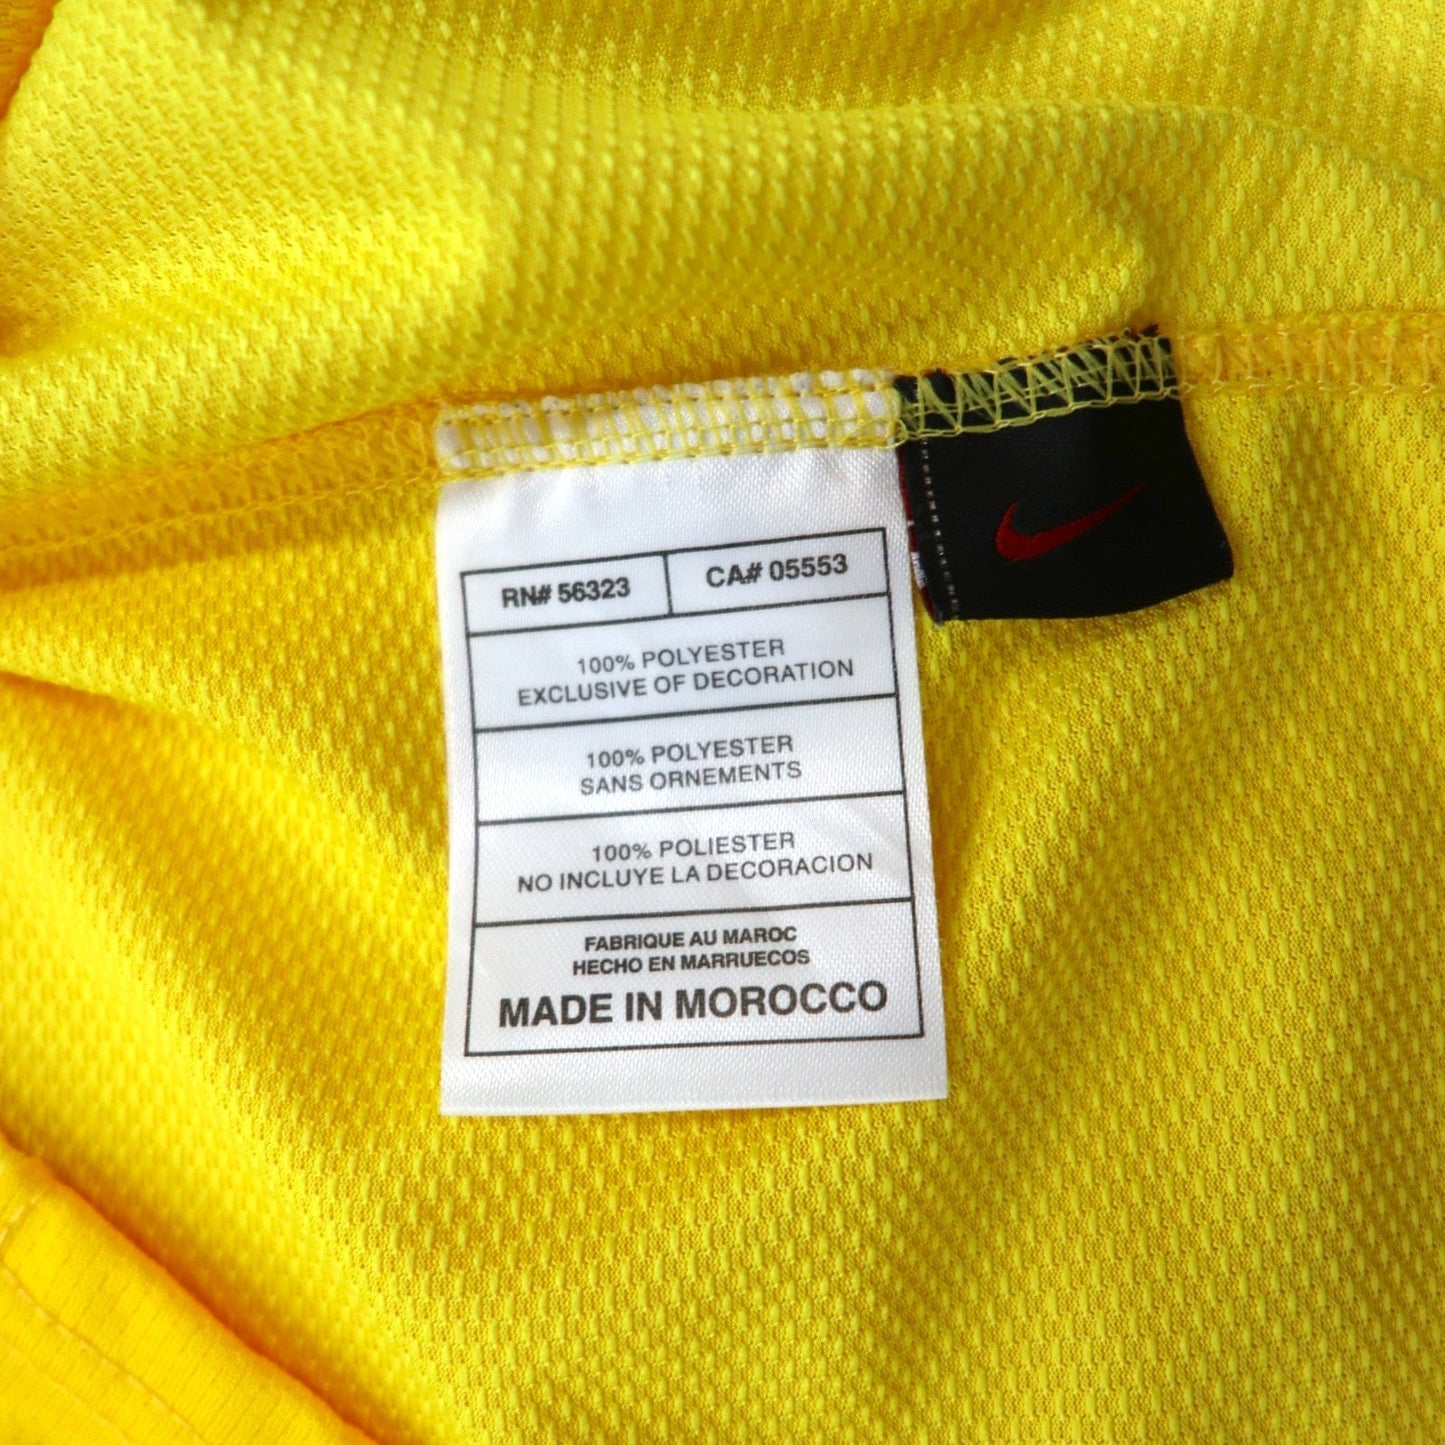 RN# 56323 CA# 05553
100% POLYESTER
EXCLUSIVE OF DECORATION
100% POLYESTER
SANS ORNEMENTS
100% POLIESTER
NO INCLUYE LA DECORACION
FABRIQUE AU MAROC
HECHO EN MARRUECOS
MADE IN MOROCCO